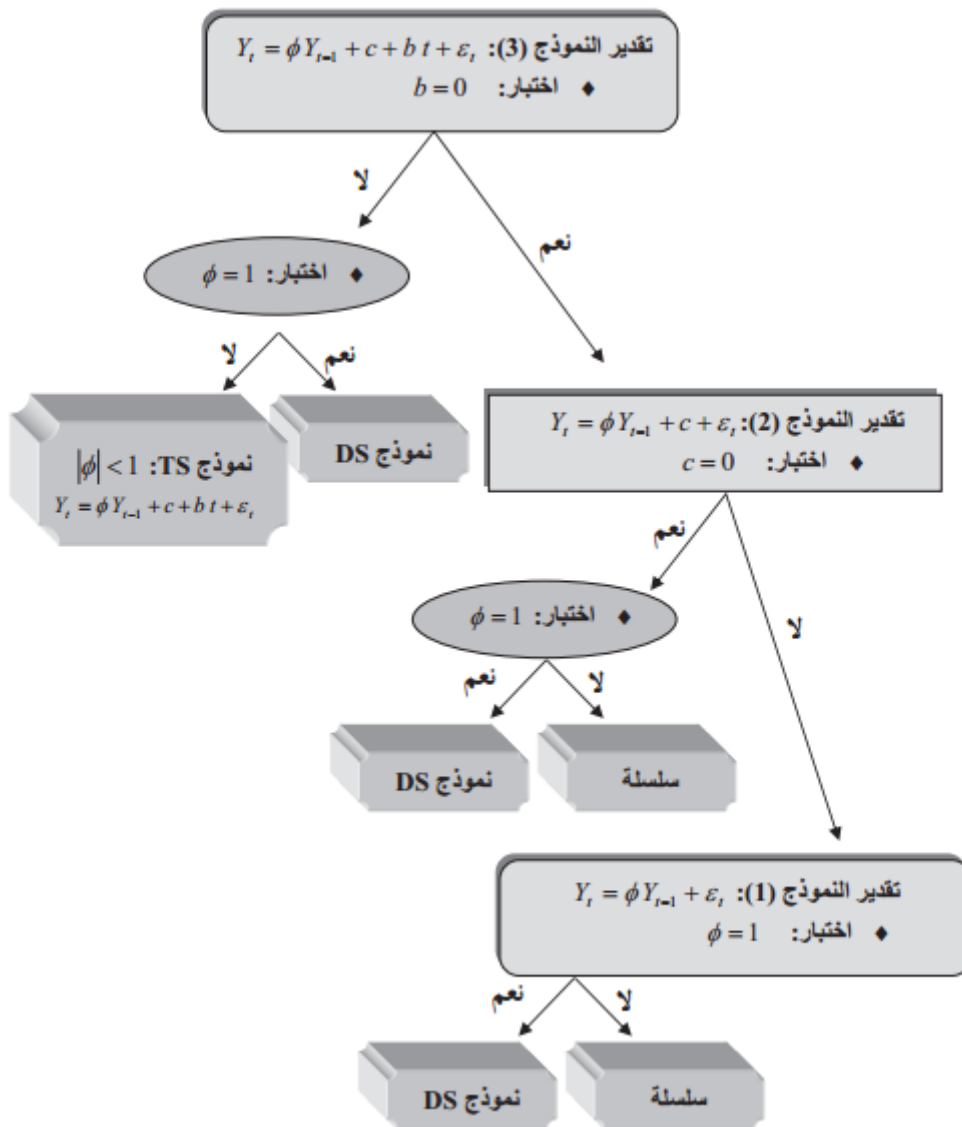 تقدير النموذج (3): Y_t = ϕY_{t-1} + c + b t + ε_t
♦ اختبار: b = 0
لا
نعم
♦ اختبار: ϕ = 1
لا
نعم
نموذج TS: |ϕ| < 1
Y_t = ϕY_{t-1} + c + b t + ε_t
نموذج DS
تقدير النموذج (2): Y_t = ϕY_{t-1} + c + ε_t
♦ اختبار: c = 0
نعم
لا
♦ اختبار: ϕ = 1
نعم
لا
نموذج DS
سلسلة
تقدير النموذج (1): Y_t = ϕY_{t-1} + ε_t
♦ اختبار: ϕ = 1
نعم
لا
نموذج DS
سلسلة